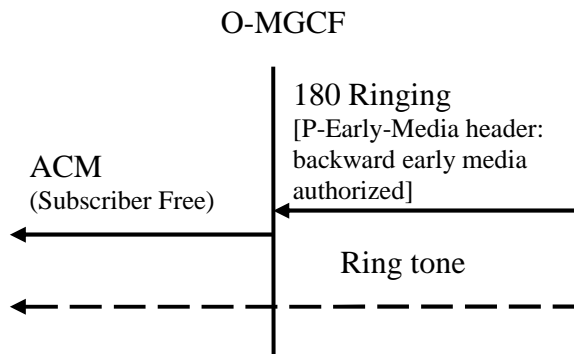 O-MGCF
180 Ringing
[P-Early-Media header:
backward early media
authorized]
ACM
(Subscriber Free)
Ring tone